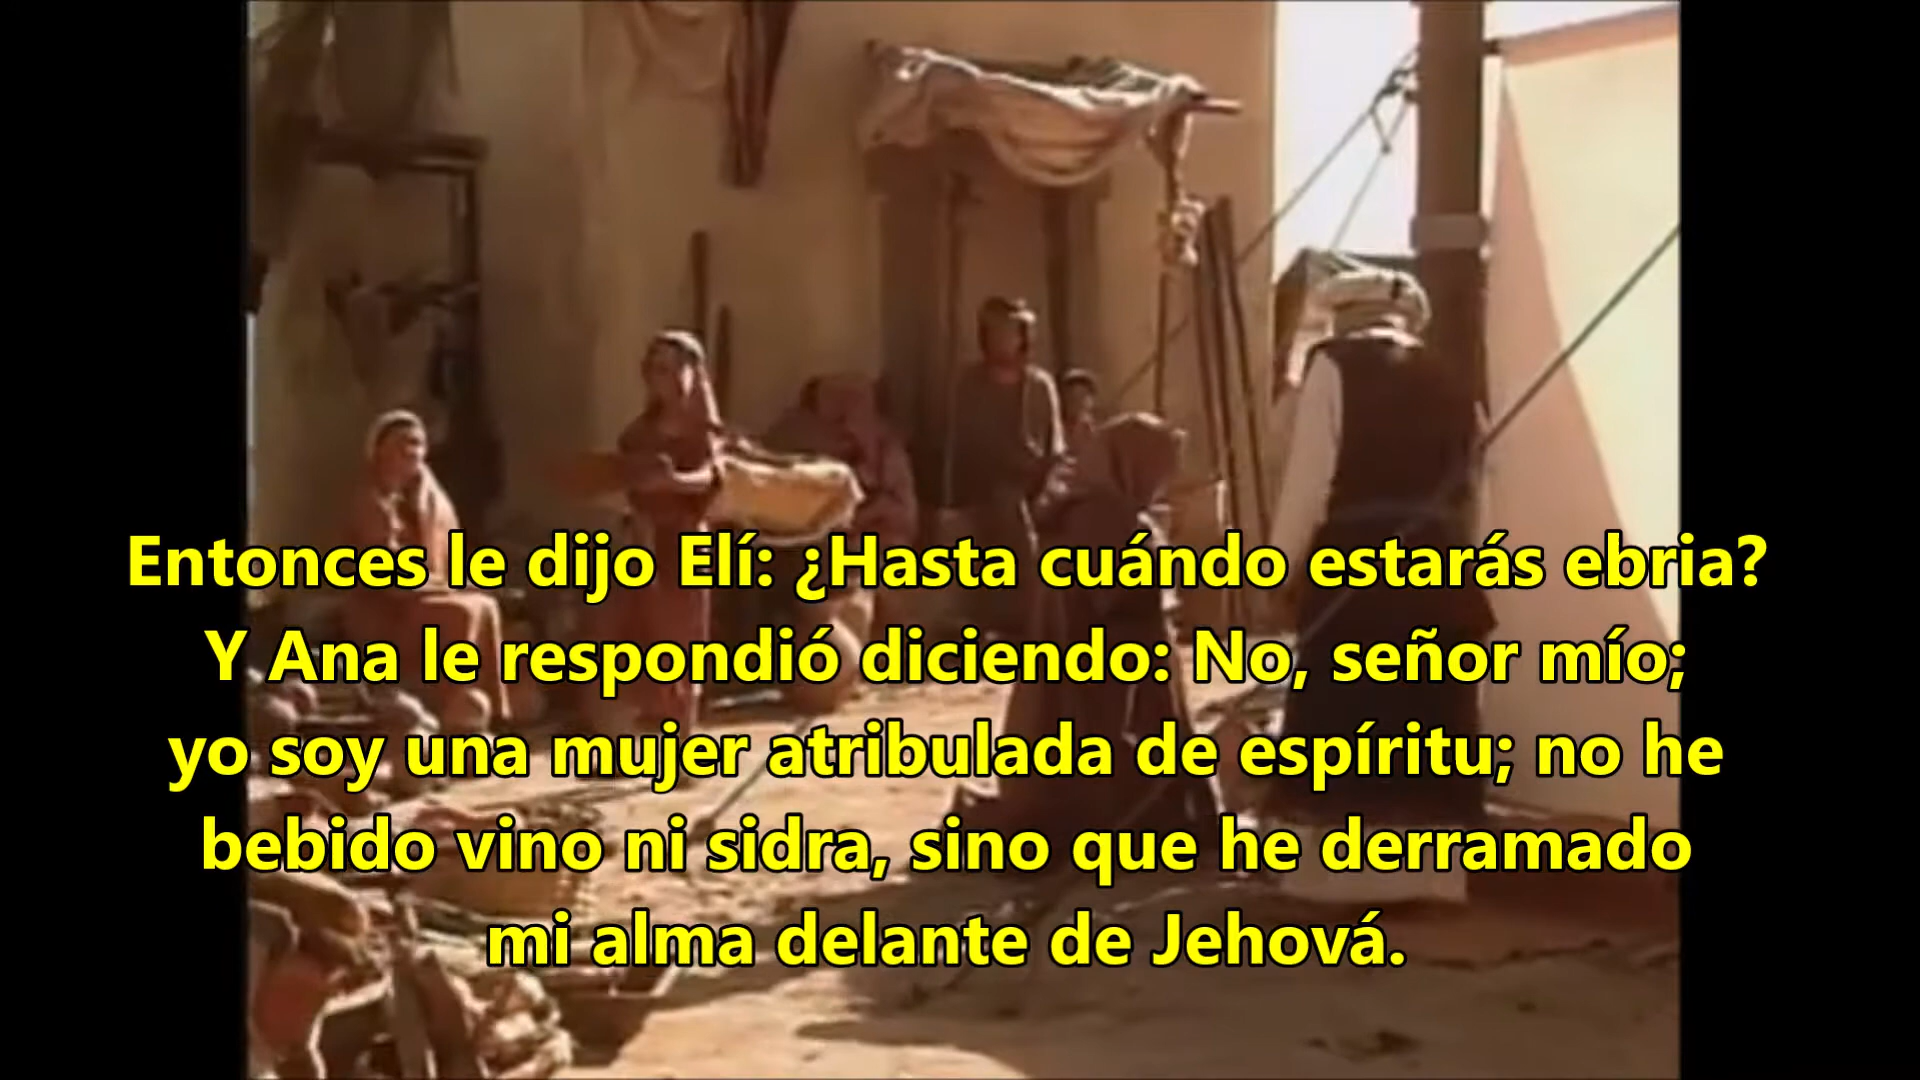 Entonces le dijo Elí: ¿Hasta cuándo estarás ebria?
Y Ana le respondió diciendo: No, señor mío;
yo soy una mujer atribulada de espíritu; no he
bebido vino ni sidra, sino que he derramado
mi alma delante de Jehová.